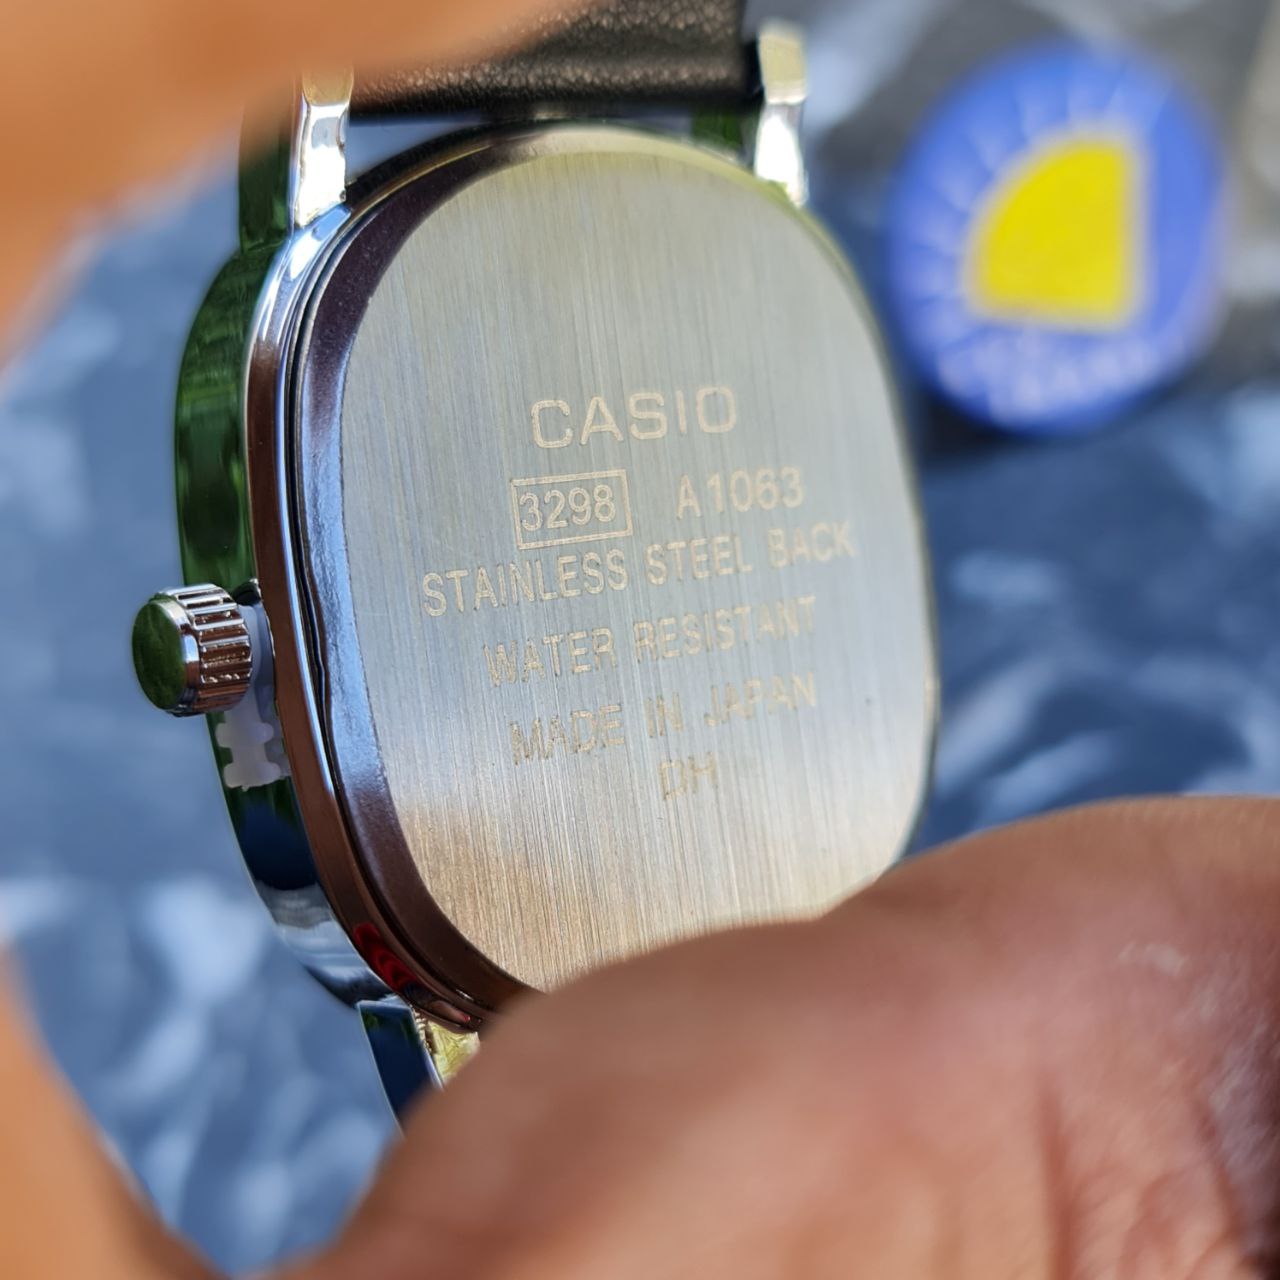 CASIO
3298 A1063
STAINLESS STEEL BACK
WATER RESISTANT
MADE IN JAPAN
DH